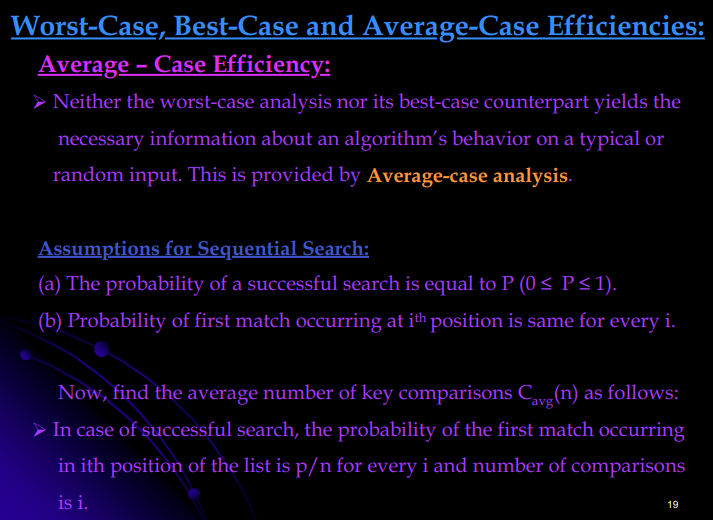 Worst-Case, Best-Case and Average-Case Efficiencies:
Average – Case Efficiency:
➢ Neither the worst-case analysis nor its best-case counterpart yields the
necessary information about an algorithm's behavior on a typical or
random input. This is provided by Average-case analysis.
Assumptions for Sequential Search:
(a) The probability of a successful search is equal to P (0 ≤ P ≤ 1).
(b) Probability of first match occurring at ith position is same for every i.
Now, find the average number of key comparisons Cavg(n) as follows:
➢ In case of successful search, the probability of the first match occurring
in ith position of the list is p/n for every i and number of comparisons
is i.
19